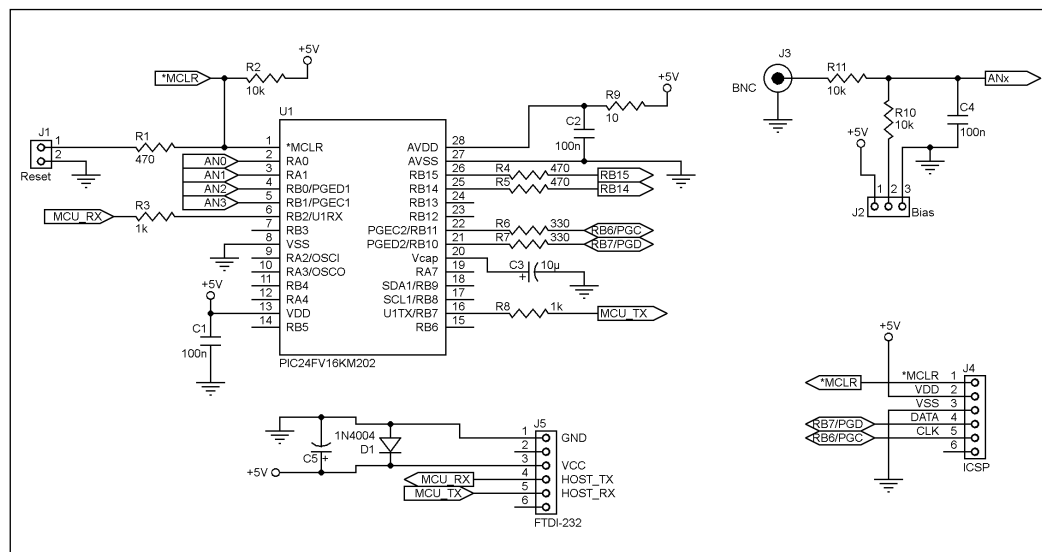 +5V
*MCLR
R2
10k
J1
1
2
Reset
R1
470
U1
1 *MCLR
2 RA0
3 RA1
4 RB0/PGED1
5 RB1/PGEC1
6 RB2/U1RX
7 RB3
8 VSS
9 RA2/OSCI
10 RA3/OSCO
11 RB4
12 RA4
13 VDD
14 RB5
AVDD 28
AVSS 27
RB15 26
RB14 25
RB13 24
RB12 23
PGEC2/RB11 22
PGED2/RB10 21
Vcap 20
RA7 19
SDA1/RB9 18
SCL1/RB8 17
U1TX/RB7 16
RB6 15
PIC24FV16KM202
AN0
AN1
AN2
AN3
MCU_RX
R3
1k
+5V
C1
100n
+5V
R9
10
C2
100n
R4 470 RB15
R5 470 RB14
R6 330 RB6/PGC
R7 330 RB7/PGD
C3 10µ
+
R8 1k MCU_TX
J3
BNC
R11
10k
ANx
R10
10k
C4
100n
+5V
1 2 3
J2 Bias
+5V
J4
*MCLR *MCLR 1
VDD 2
VSS 3
RB7/PGD DATA 4
RB6/PGC CLK 5
6
ICSP
1N4004
D1
C5 +
+5V
J5
1 GND
2
3 VCC
MCU_RX 4 HOST_TX
MCU_TX 5 HOST_RX
6
FTDI-232